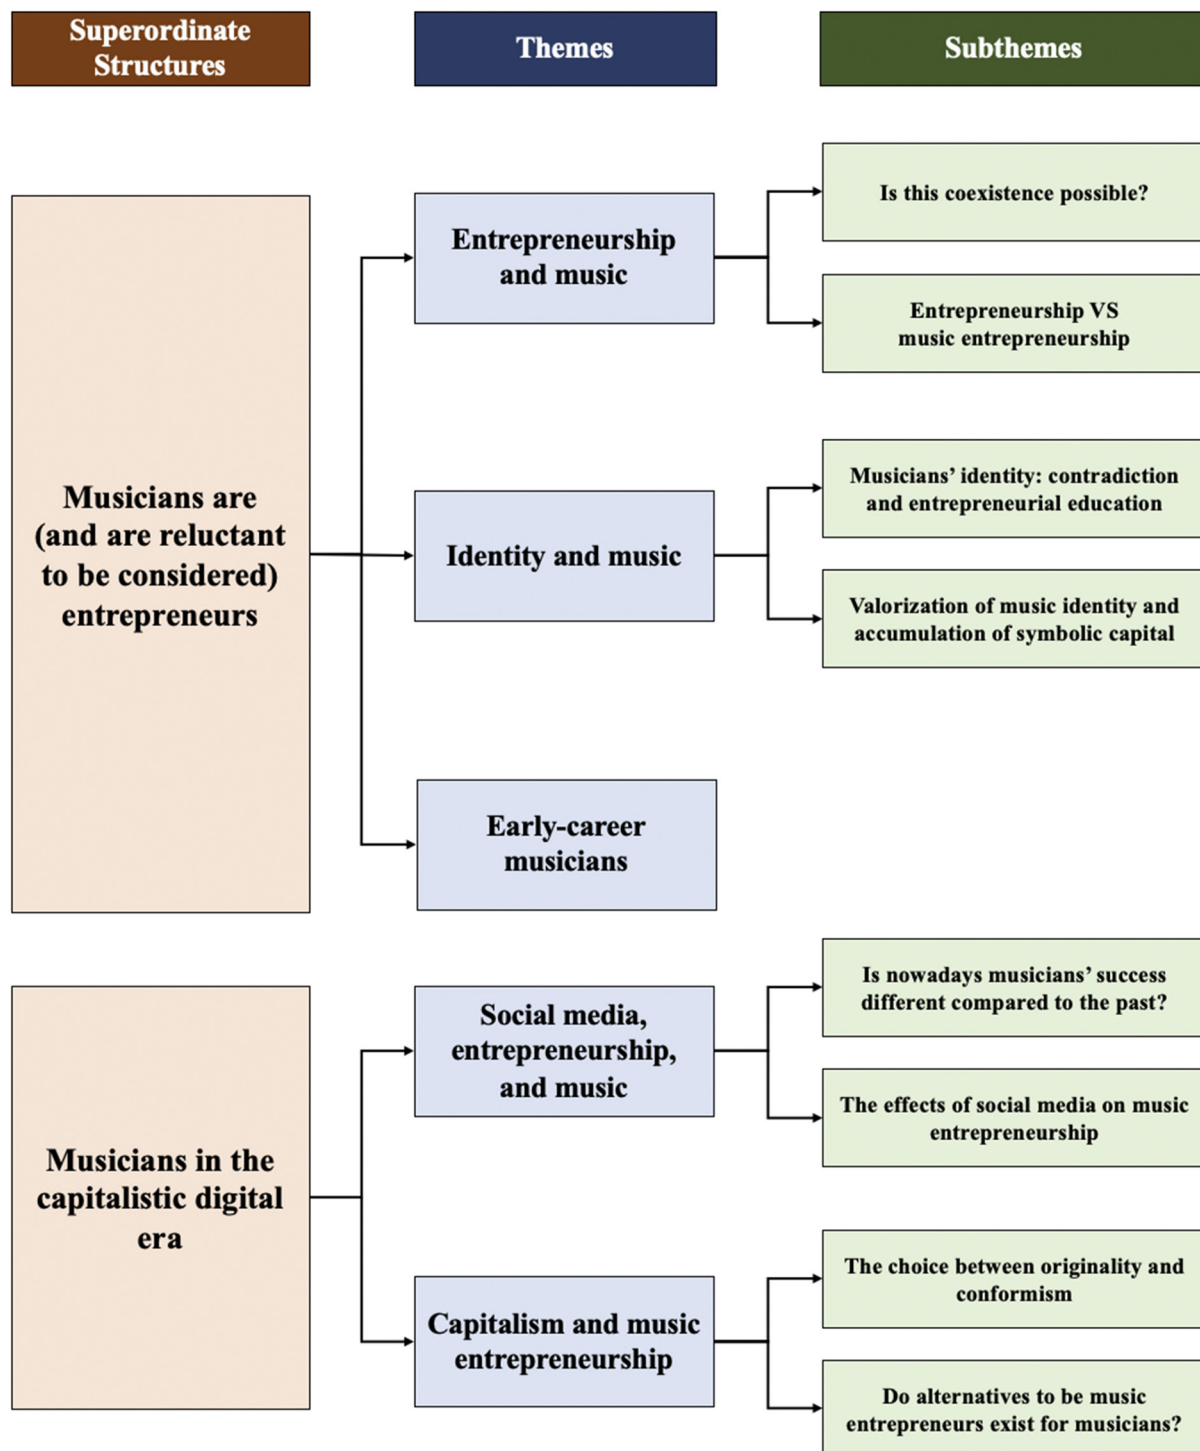 Superordinate
Structures
Themes
Subthemes
Musicians are
(and are reluctant
to be considered)
entrepreneurs
Entrepreneurship
and music
Is this coexistence possible?
Entrepreneurship VS
music entrepreneurship
Identity and music
Musicians’ identity: contradiction
and entrepreneurial education
Valorization of music identity and
accumulation of symbolic capital
Early-career
musicians
Musicians in the
capitalistic digital
era
Social media,
entrepreneurship,
and music
Is nowadays musicians’ success
different compared to the past?
The effects of social media on music
entrepreneurship
Capitalism and music
entrepreneurship
The choice between originality and
conformism
Do alternatives to be music
entrepreneurs exist for musicians?